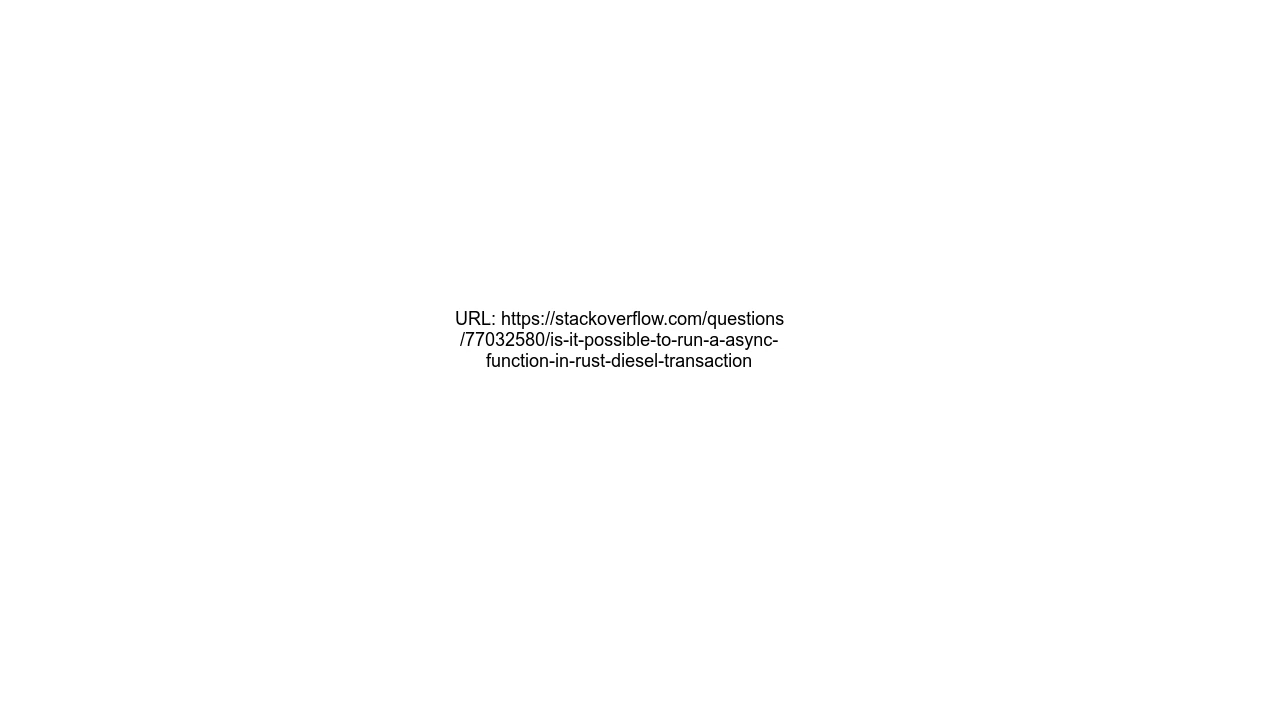 URL: https://stackoverflow.com/questions
/77032580/is-it-possible-to-run-a-async-
function-in-rust-diesel-transaction